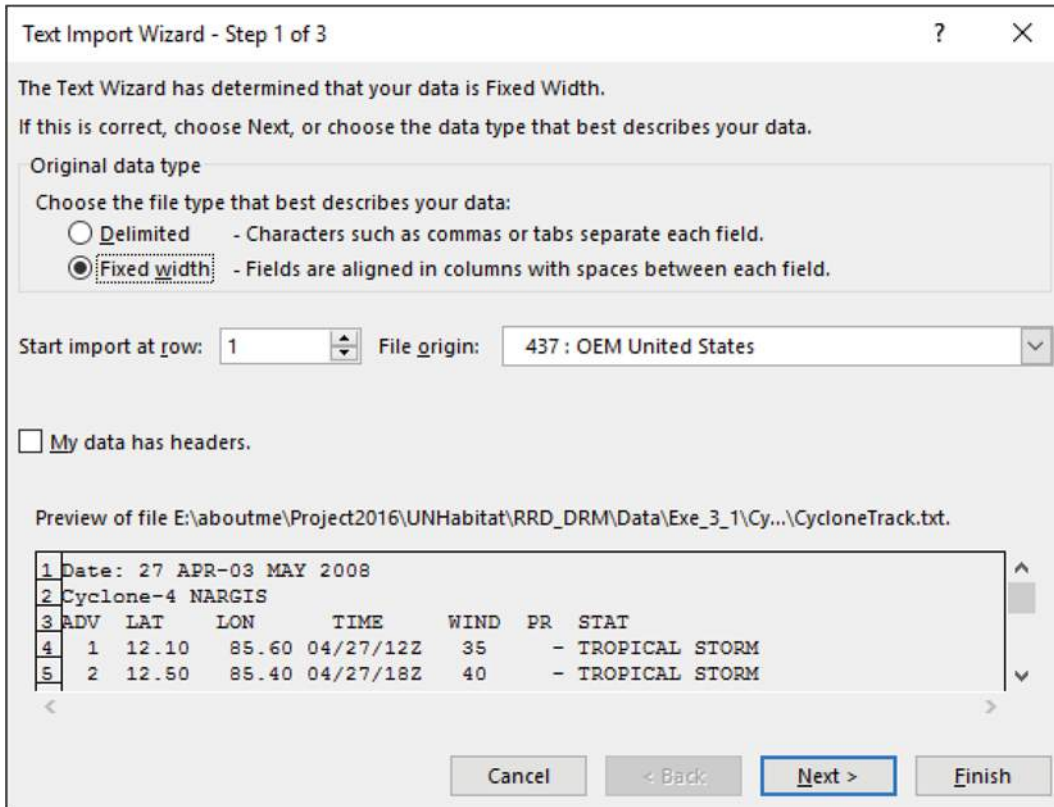 Text Import Wizard - Step 1 of 3 ? ×
The Text Wizard has determined that your data is Fixed Width.
If this is correct, choose Next, or choose the data type that best describes your data.
Original data type
Choose the file type that best describes your data:
Delimited - Characters such as commas or tabs separate each field.
Fixed width - Fields are aligned in columns with spaces between each field.
Start import at row: 1 File origin: 437 : OEM United States
My data has headers.
Preview of file E:\aboutme\Project2016\UNHabitat\RRD_DRM\Data\Exe_3_1\Cy...\CycloneTrack.txt.
1 Date: 27 APR-03 MAY 2008
2 Cyclone-4 NARGIS
3 ADV LAT LON TIME WIND PR STAT
4 1 12.10 85.60 04/27/12Z 35 - TROPICAL STORM
5 2 12.50 85.40 04/27/18Z 40 - TROPICAL STORM
Cancel < Back Next > Finish